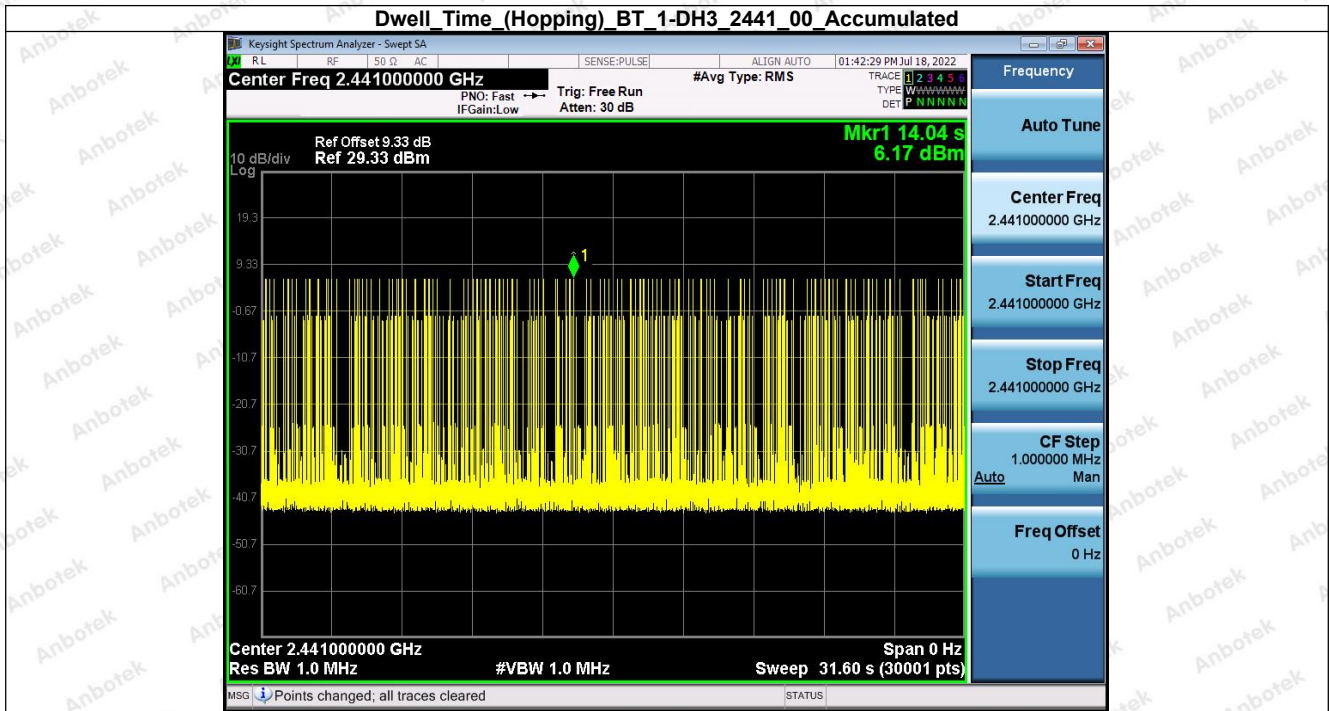 Dwell_Time_(Hopping)_BT_1-DH3_2441_00_Accumulated
Keysight Spectrum Analyzer - Swept SA
LXI RL RF 50 Ω AC SENSE:PULSE ALIGN AUTO 01:42:29 PM Jul 18, 2022
Center Freq 2.441000000 GHz
PNO: Fast
IFGain:Low
Trig: Free Run
Atten: 30 dB
#Avg Type: RMS
TRACE 1 2 3 4 5 6
TYPE WWWWWW
DET P N N N N N
Ref Offset 9.33 dB
10 dB/div Ref 29.33 dBm
Log
Mkr1 14.04 s
6.17 dBm
1
19.3
9.33
-0.67
-10.7
-20.7
-30.7
-40.7
-50.7
-60.7
Center 2.441000000 GHz Span 0 Hz
Res BW 1.0 MHz #VBW 1.0 MHz Sweep 31.60 s (30001 pts)
MSG Points changed; all traces cleared STATUS
Frequency
Auto Tune
Center Freq
2.441000000 GHz
Start Freq
2.441000000 GHz
Stop Freq
2.441000000 GHz
CF Step
1.000000 MHz
Auto Man
Freq Offset
0 Hz
Anbotek